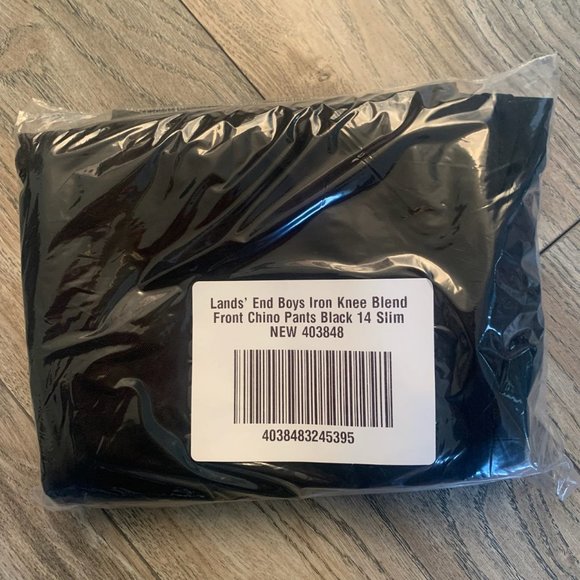 Lands' End Boys Iron Knee Blend
Front Chino Pants Black 14 Slim
NEW 403848
4038483245395